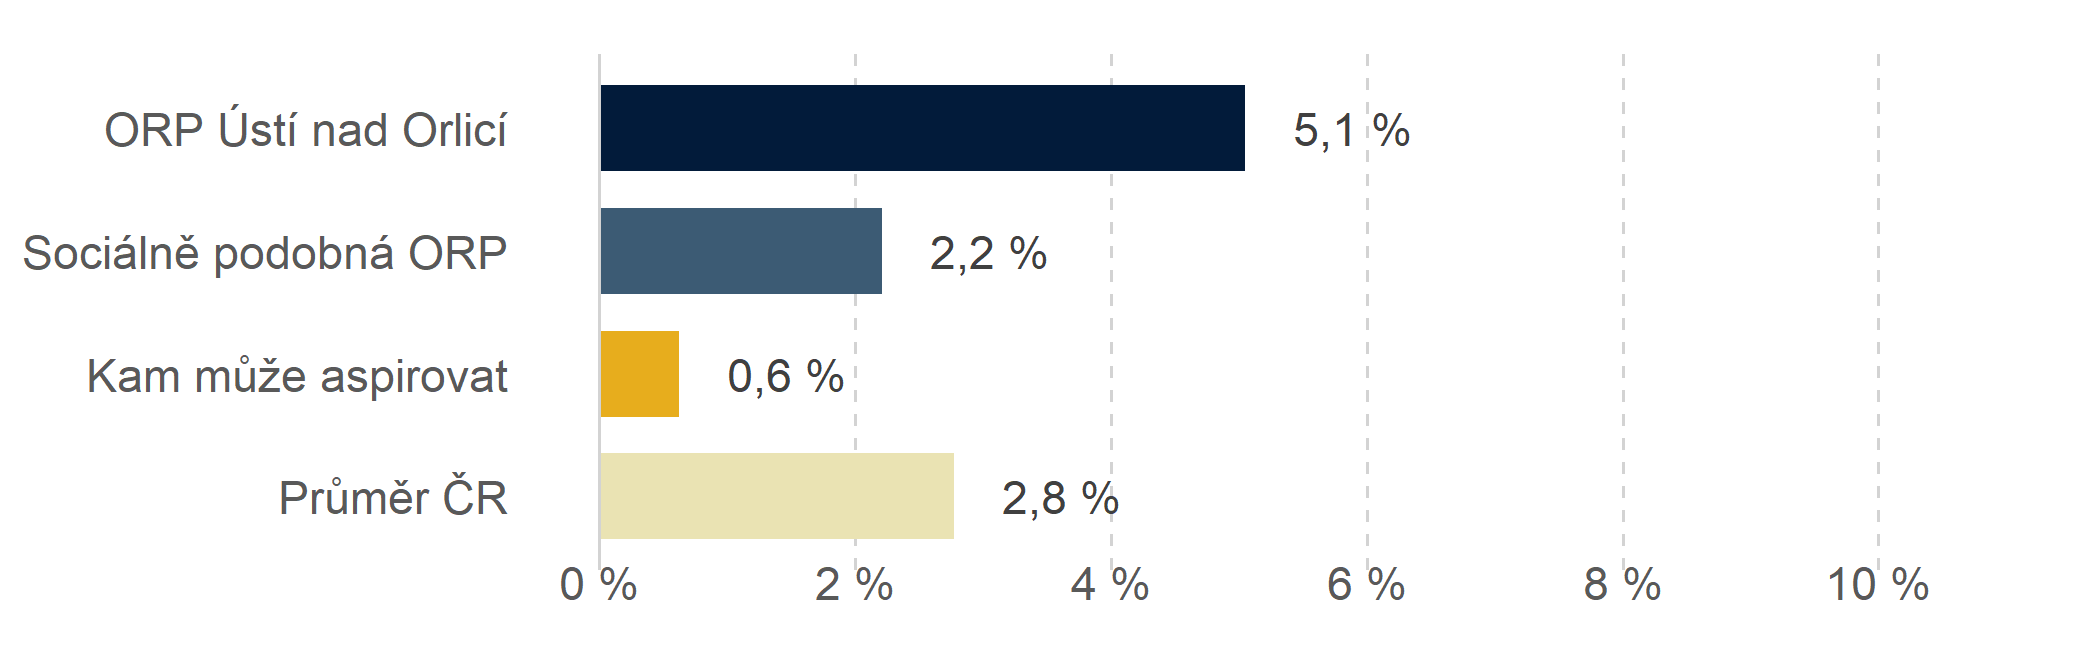 ORP Ústí nad Orlicí
5,1 %
Sociálně podobná ORP
2,2 %
Kam může aspirovat
0,6 %
Průměr ČR
2,8 %
0 % 2 % 4 % 6 % 8 % 10 %